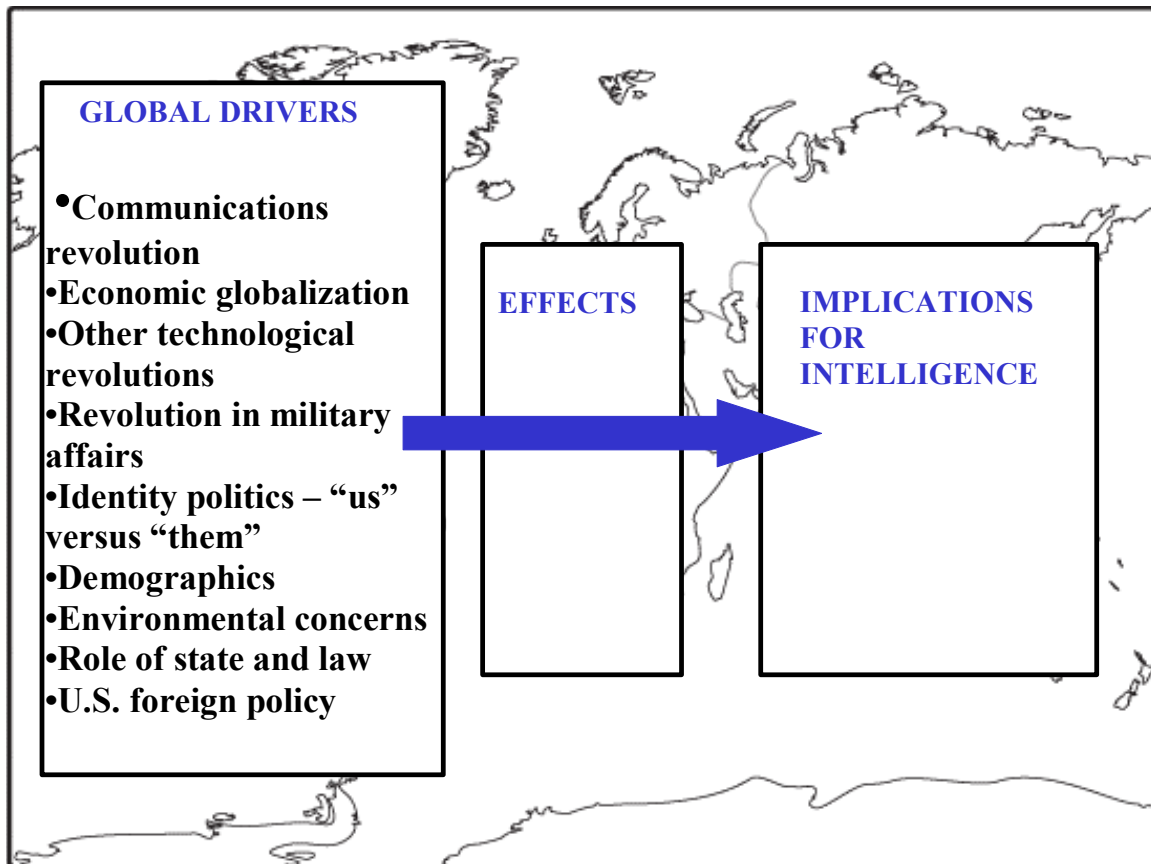 GLOBAL DRIVERS
•Communications
revolution
•Economic globalization
•Other technological
revolutions
•Revolution in military
affairs
•Identity politics – “us”
versus “them”
•Demographics
•Environmental concerns
•Role of state and law
•U.S. foreign policy
EFFECTS
IMPLICATIONS
FOR
INTELLIGENCE